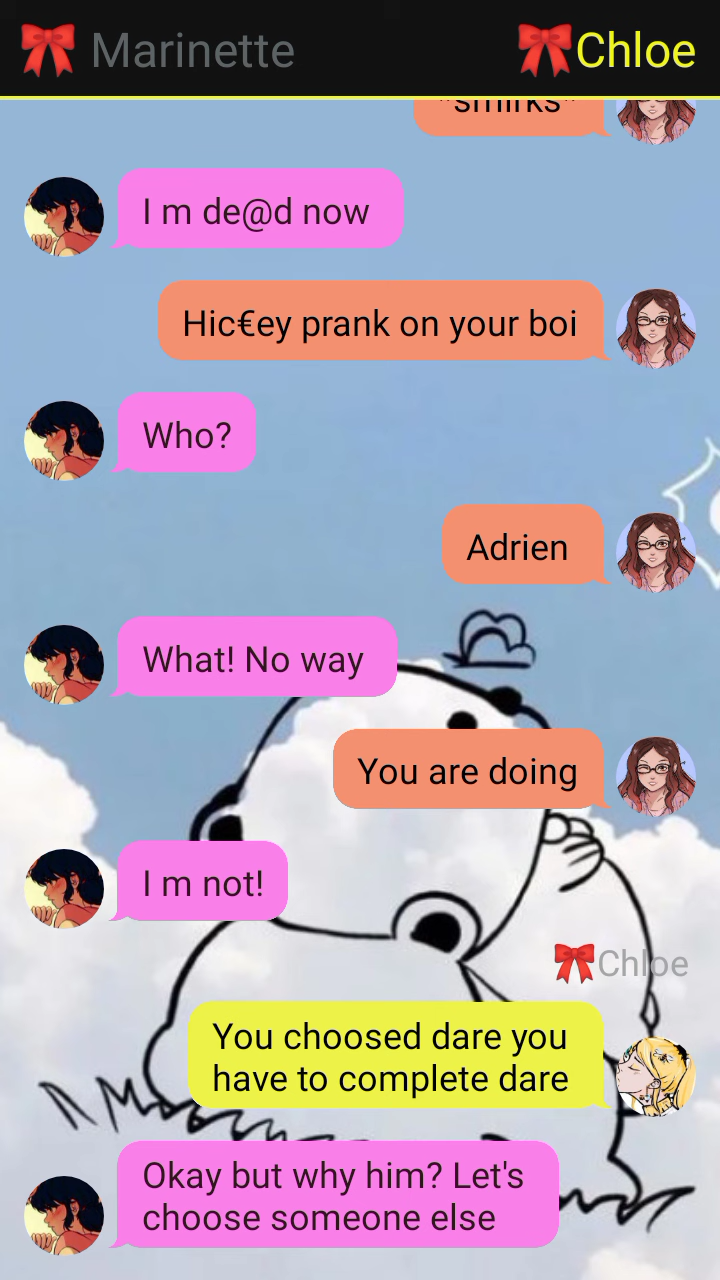 🎀 Marinette
🎀Chloe
*smirks*
I m de@d now
Hic€ey prank on your boi
Who?
Adrien
What! No way
You are doing
I m not!
🎀Chloe
You choosed dare you
have to complete dare
Okay but why him? Let's
choose someone else